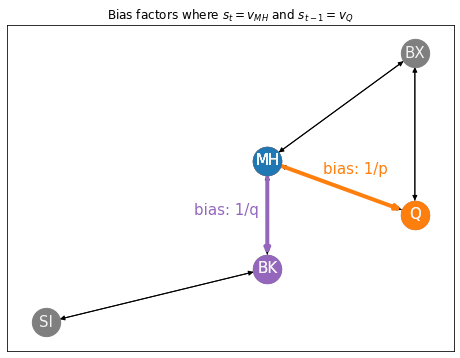 Bias factors where $s_t = v_{MH}$ and $s_{t-1} = v_Q$
BX
MH
bias: 1/p
bias: 1/q
Q
BK
SI